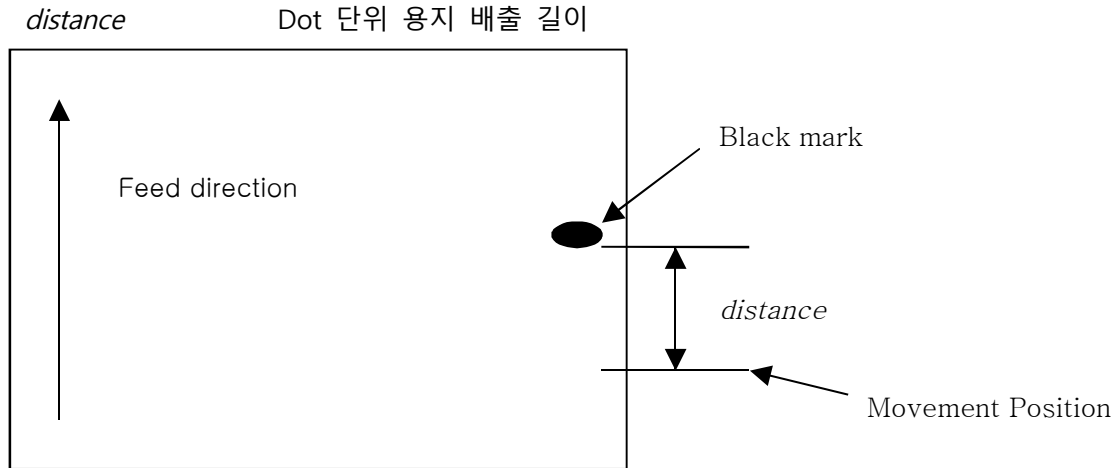 distance Dot 단위 용지 배출 길이
Black mark
Feed direction
distance
Movement Position